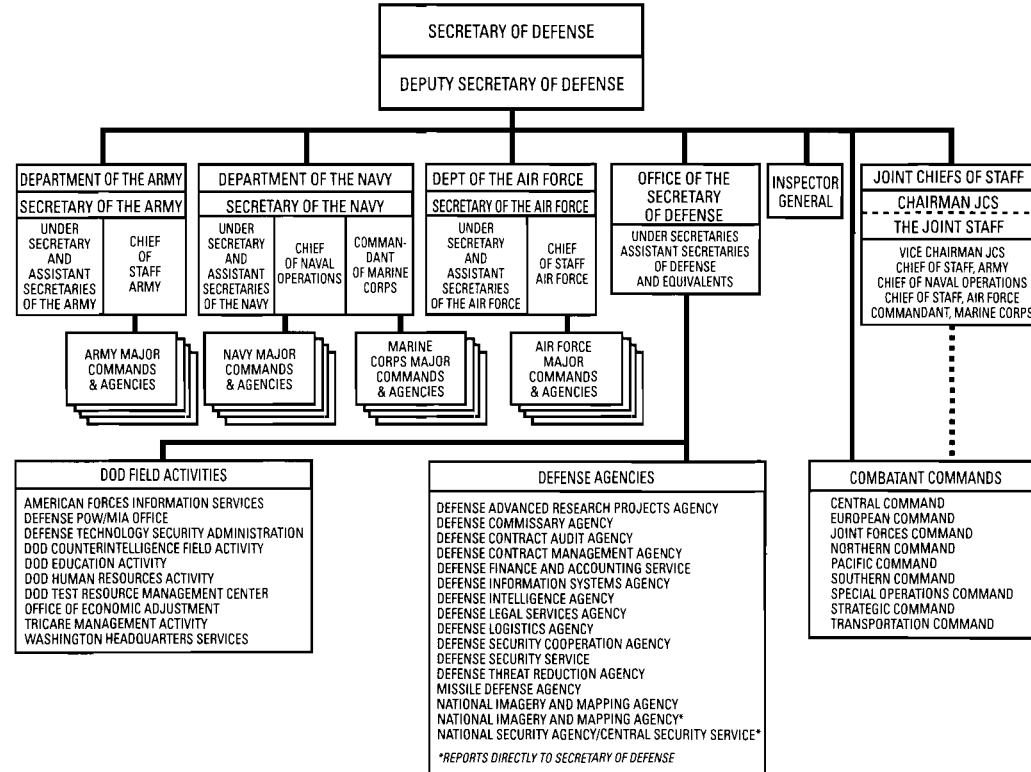 SECRETARY OF DEFENSE
DEPUTY SECRETARY OF DEFENSE
DEPARTMENT OF THE ARMY
SECRETARY OF THE ARMY
UNDER
SECRETARY
AND
ASSISTANT
SECRETARIES
OF THE ARMY
CHIEF
OF
STAFF
ARMY
ARMY MAJOR
COMMANDS
& AGENCIES
DEPARTMENT OF THE NAVY
SECRETARY OF THE NAVY
UNDER
SECRETARY
AND
ASSISTANT
SECRETARIES
OF THE NAVY
CHIEF
OF NAVAL
OPERATIONS
COMMAN-
DANT
OF MARINE
CORPS
NAVY MAJOR
COMMANDS
& AGENCIES
MARINE
CORPS MAJOR
COMMANDS
& AGENCIES
DEPT OF THE AIR FORCE
SECRETARY OF THE AIR FORCE
UNDER
SECRETARY
AND
ASSISTANT
SECRETARIES
OF THE AIR FORCE
CHIEF
OF STAFF
AIR FORCE
AIR FORCE
MAJOR
COMMANDS
& AGENCIES
OFFICE OF THE
SECRETARY
OF DEFENSE
UNDER SECRETARIES
ASSISTANT SECRETARIES
OF DEFENSE
AND EQUIVALENTS
INSPECTOR
GENERAL
JOINT CHIEFS OF STAFF
CHAIRMAN JCS
THE JOINT STAFF
VICE CHAIRMAN JCS
CHIEF OF STAFF, ARMY
CHIEF OF NAVAL OPERATIONS
CHIEF OF STAFF, AIR FORCE
COMMANDANT, MARINE CORPS
DOD FIELD ACTIVITIES
AMERICAN FORCES INFORMATION SERVICES
DEFENSE POW/MIA OFFICE
DEFENSE TECHNOLOGY SECURITY ADMINISTRATION
DOD COUNTERINTELLIGENCE FIELD ACTIVITY
DOD EDUCATION ACTIVITY
DOD HUMAN RESOURCES ACTIVITY
DOD TEST RESOURCE MANAGEMENT CENTER
OFFICE OF ECONOMIC ADJUSTMENT
TRICARE MANAGEMENT ACTIVITY
WASHINGTON HEADQUARTERS SERVICES
DEFENSE AGENCIES
DEFENSE ADVANCED RESEARCH PROJECTS AGENCY
DEFENSE COMMISSARY AGENCY
DEFENSE CONTRACT AUDIT AGENCY
DEFENSE CONTRACT MANAGEMENT AGENCY
DEFENSE FINANCE AND ACCOUNTING SERVICE
DEFENSE INFORMATION SYSTEMS AGENCY
DEFENSE INTELLIGENCE AGENCY
DEFENSE LEGAL SERVICES AGENCY
DEFENSE LOGISTICS AGENCY
DEFENSE SECURITY COOPERATION AGENCY
DEFENSE SECURITY SERVICE
DEFENSE THREAT REDUCTION AGENCY
MISSILE DEFENSE AGENCY
NATIONAL IMAGERY AND MAPPING AGENCY
NATIONAL IMAGERY AND MAPPING AGENCY*
NATIONAL SECURITY AGENCY/CENTRAL SECURITY SERVICE*
*REPORTS DIRECTLY TO SECRETARY OF DEFENSE
COMBATANT COMMANDS
CENTRAL COMMAND
EUROPEAN COMMAND
JOINT FORCES COMMAND
NORTHERN COMMAND
PACIFIC COMMAND
SOUTHERN COMMAND
SPECIAL OPERATIONS COMMAND
STRATEGIC COMMAND
TRANSPORTATION COMMAND